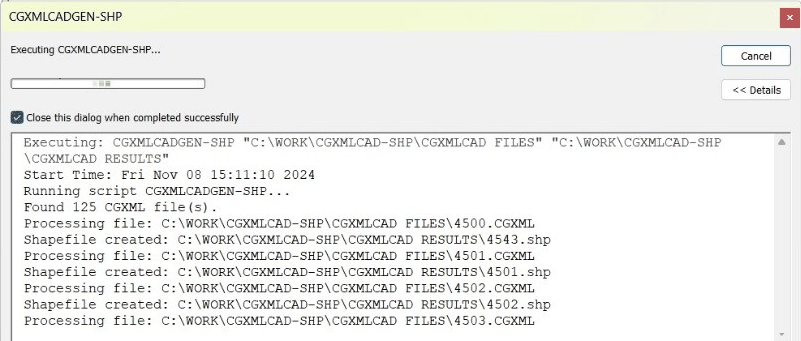 CGXMLCADGEN-SHP
Executing CGXMLCADGEN-SHP...
Cancel
<< Details
Close this dialog when completed successfully
Executing: CGXMLCADGEN-SHP "C:\WORK\CGXMLCAD-SHP\CGXMLCAD FILES" "C:\WORK\CGXMLCAD-SHP
\CGXMLCAD RESULTS"
Start Time: Fri Nov 08 15:11:10 2024
Running script CGXMLCADGEN-SHP...
Found 125 CGXML file(s).
Processing file: C:\WORK\CGXMLCAD-SHP\CGXMLCAD FILES\4500.CGXML
Shapefile created: C:\WORK\CGXMLCAD-SHP\CGXMLCAD RESULTS\4543.shp
Processing file: C:\WORK\CGXMLCAD-SHP\CGXMLCAD FILES\4501.CGXML
Shapefile created: C:\WORK\CGXMLCAD-SHP\CGXMLCAD RESULTS\4501.shp
Processing file: C:\WORK\CGXMLCAD-SHP\CGXMLCAD FILES\4502.CGXML
Shapefile created: C:\WORK\CGXMLCAD-SHP\CGXMLCAD RESULTS\4502.shp
Processing file: C:\WORK\CGXMLCAD-SHP\CGXMLCAD FILES\4503.CGXML